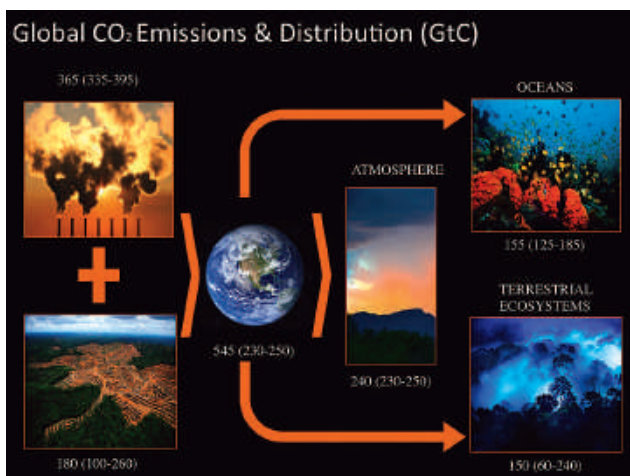 Global CO₂ Emissions & Distribution (GtC)
365 (335-395)
180 (100-260)
545 (230-250)
ATMOSPHERE
240 (230-250)
OCEANS
155 (125-185)
TERRESTRIAL
ECOSYSTEMS
150 (60-240)